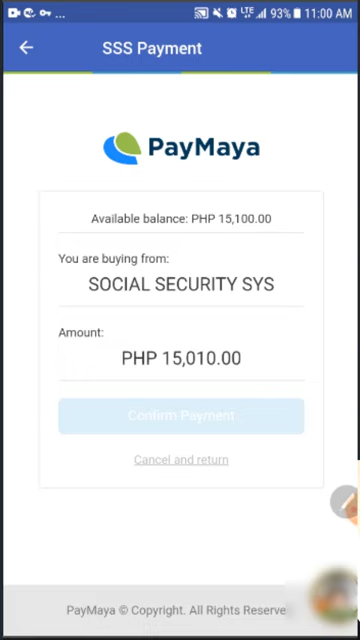 ... LTE 93% 11:00 AM
SSS Payment
PayMaya
Available balance: PHP 15,100.00
You are buying from:
SOCIAL SECURITY SYS
Amount:
PHP 15,010.00
Confirm Payment
Cancel and return
PayMaya © Copyright. All Rights Reserve